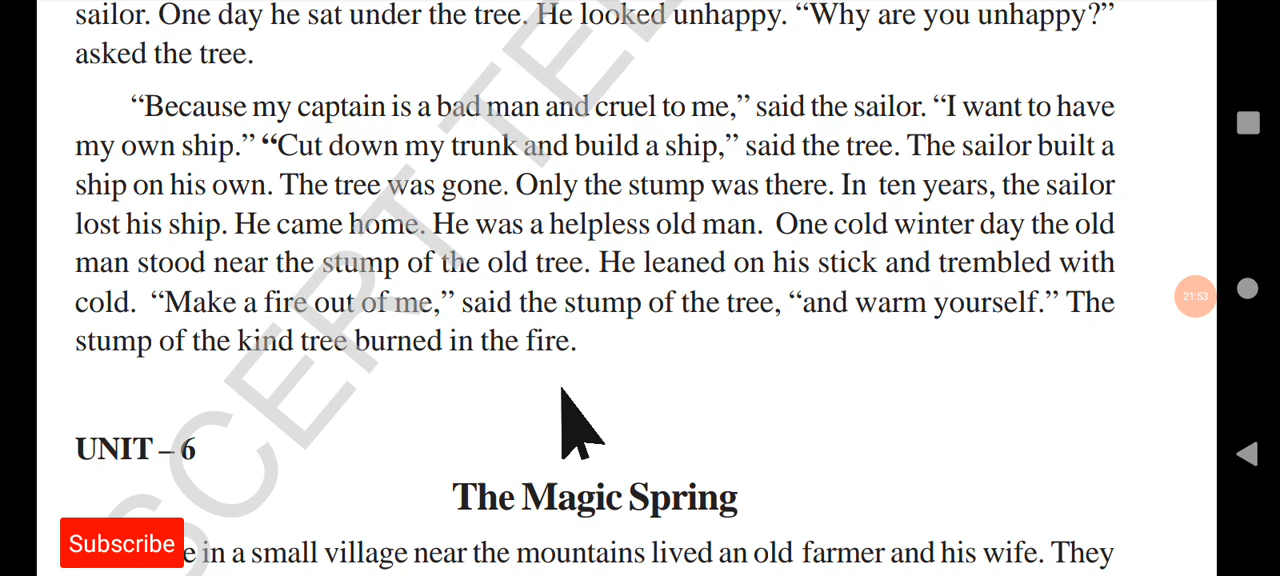 sailor. One day he sat under the tree. He looked unhappy. “Why are you unhappy?”
asked the tree.
“Because my captain is a bad man and cruel to me,” said the sailor. “I want to have
my own ship.” “Cut down my trunk and build a ship,” said the tree. The sailor built a
ship on his own. The tree was gone. Only the stump was there. In ten years, the sailor
lost his ship. He came home. He was a helpless old man. One cold winter day the old
man stood near the stump of the old tree. He leaned on his stick and trembled with
cold. “Make a fire out of me,” said the stump of the tree, “and warm yourself.” The
stump of the kind tree burned in the fire.
UNIT – 6
The Magic Spring
Subscribe
in a small village near the mountains lived an old farmer and his wife. They
21:53
SCERT TE